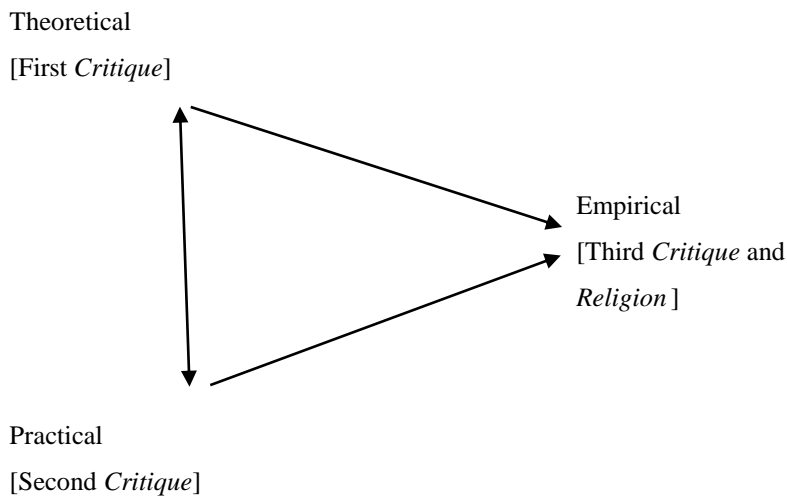 Theoretical
[First Critique]
Empirical
[Third Critique and
Religion ]
Practical
[Second Critique]